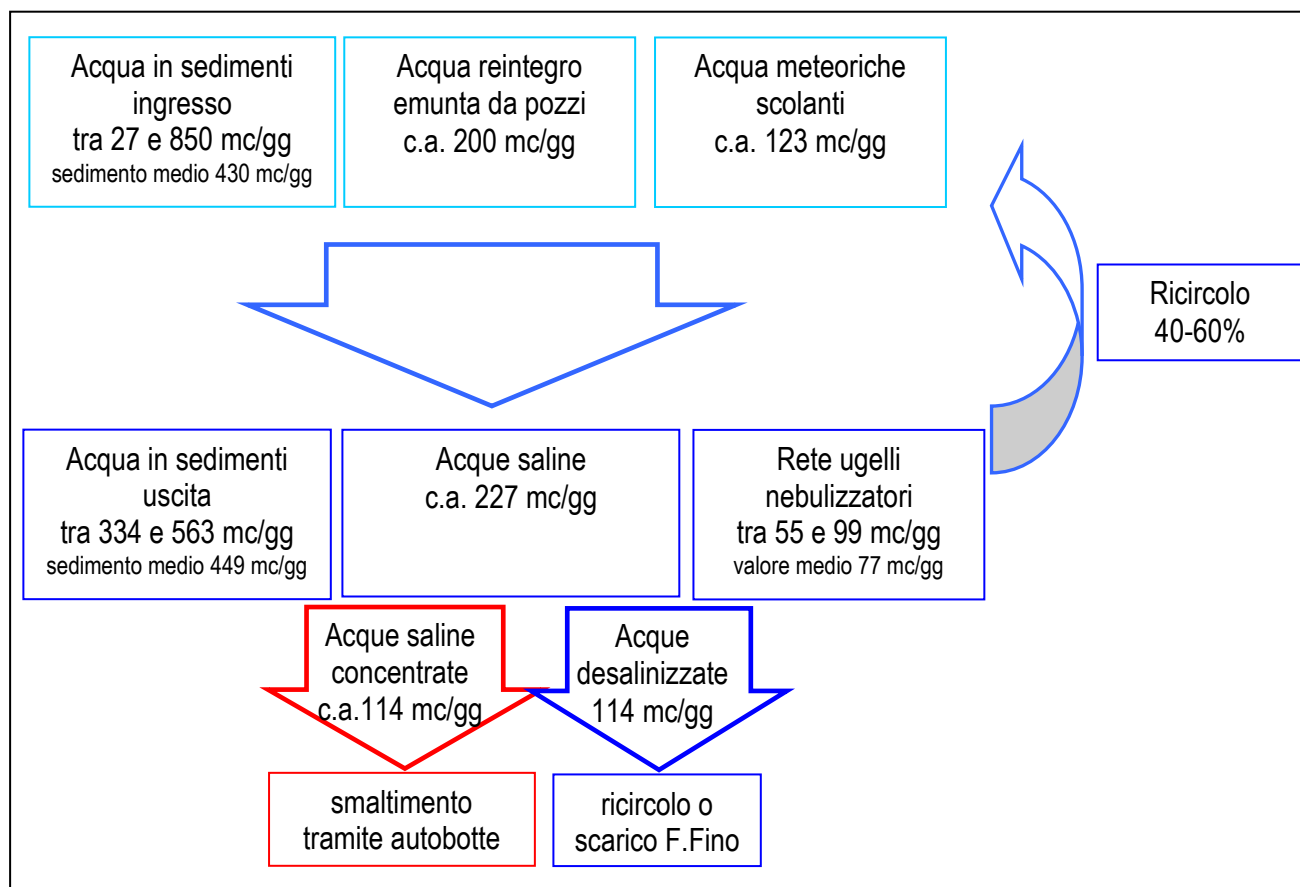 Acqua in sedimenti
ingresso
tra 27 e 850 mc/gg
sedimento medio 430 mc/gg
Acqua reintegro
emunta da pozzi
c.a. 200 mc/gg
Acqua meteoriche
scolanti
c.a. 123 mc/gg
Ricircolo
40-60%
Acqua in sedimenti
uscita
tra 334 e 563 mc/gg
sedimento medio 449 mc/gg
Acque saline
c.a. 227 mc/gg
Rete ugelli
nebulizzatori
tra 55 e 99 mc/gg
valore medio 77 mc/gg
Acque saline
concentrate
c.a.114 mc/gg
Acque
desalinizzate
114 mc/gg
smaltimento
tramite autobotte
ricircolo o
scarico F.Fino